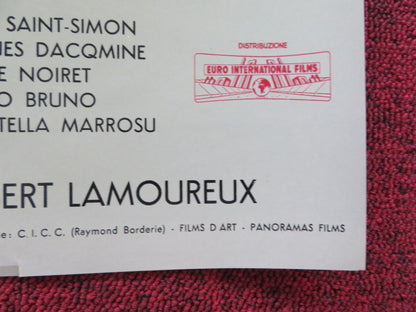 SAINT-SIMON
UES DACQMINE
E NOIRET
O BRUNO
TELLA MARROSU
DISTRIBUZIONE
EURO INTERNATIONAL FILMS
ERT LAMOUREUX
e: C. I. C. C. (Raymond Borderie) - FILMS D'ART - PANORAMAS FILMS